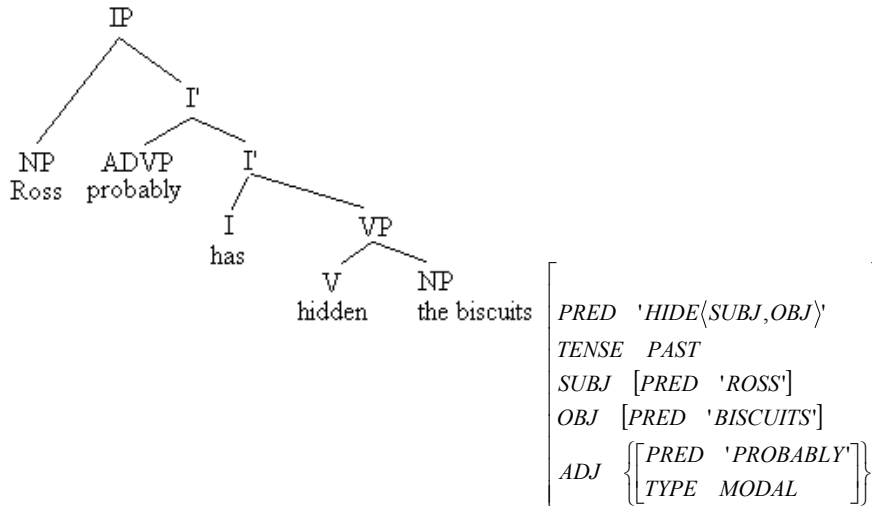 IP
I'
NP ADVP I'
Ross probably
I VP
has
V NP
hidden the biscuits
PRED 'HIDE⟨SUBJ,OBJ⟩'
TENSE PAST
SUBJ [PRED 'ROSS']
OBJ [PRED 'BISCUITS']
ADJ {[PRED 'PROBABLY'
TYPE MODAL]}